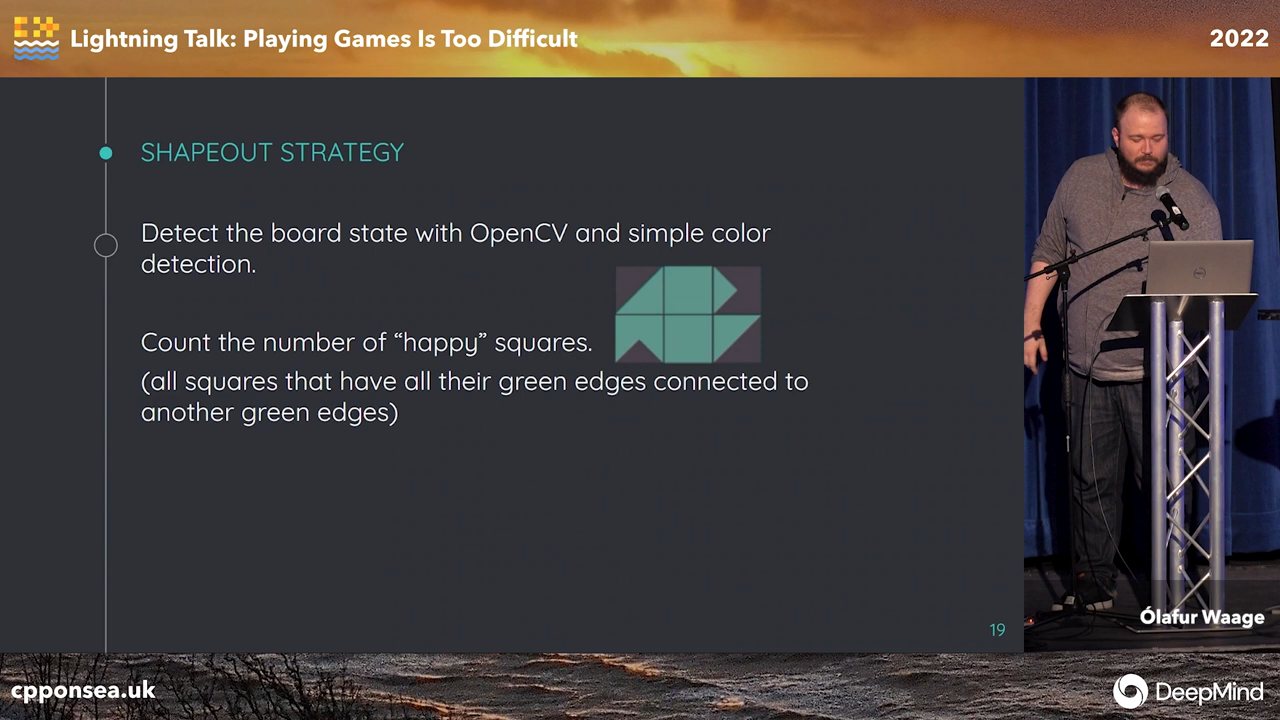 Lightning Talk: Playing Games Is Too Difficult
2022
SHAPEOUT STRATEGY
Detect the board state with OpenCV and simple color
detection.
Count the number of “happy” squares.
(all squares that have all their green edges connected to
another green edges)
19
Ólafur Waage
cpponsea.uk
DeepMind